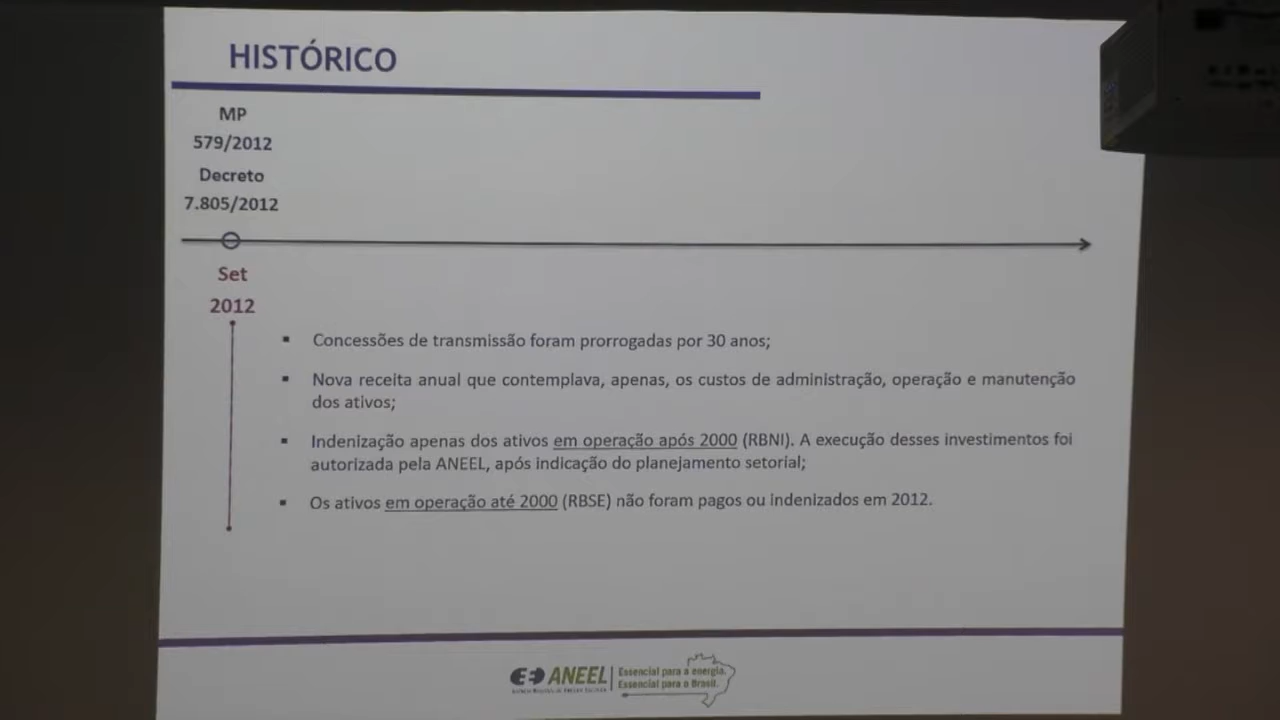 HISTÓRICO
MP
579/2012
Decreto
7.805/2012
Set
2012
▪ Concessões de transmissão foram prorrogadas por 30 anos;
▪ Nova receita anual que contemplava, apenas, os custos de administração, operação e manutenção
dos ativos;
▪ Indenização apenas dos ativos em operação após 2000 (RBNI). A execução desses investimentos foi
autorizada pela ANEEL, após indicação do planejamento setorial;
▪ Os ativos em operação até 2000 (RBSE) não foram pagos ou indenizados em 2012.
ANEEL
Essencial para a energia.
Essencial para o Brasil.